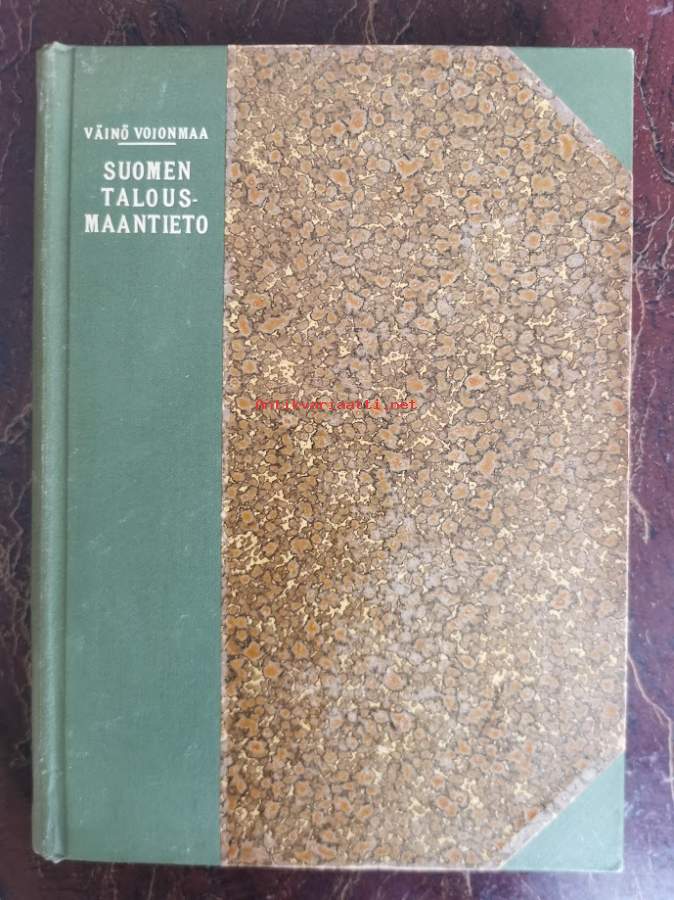 VÄINÖ VOIONMAA
SUOMEN
TALOUS-
MAANTIETO
Antikvariaatti.net